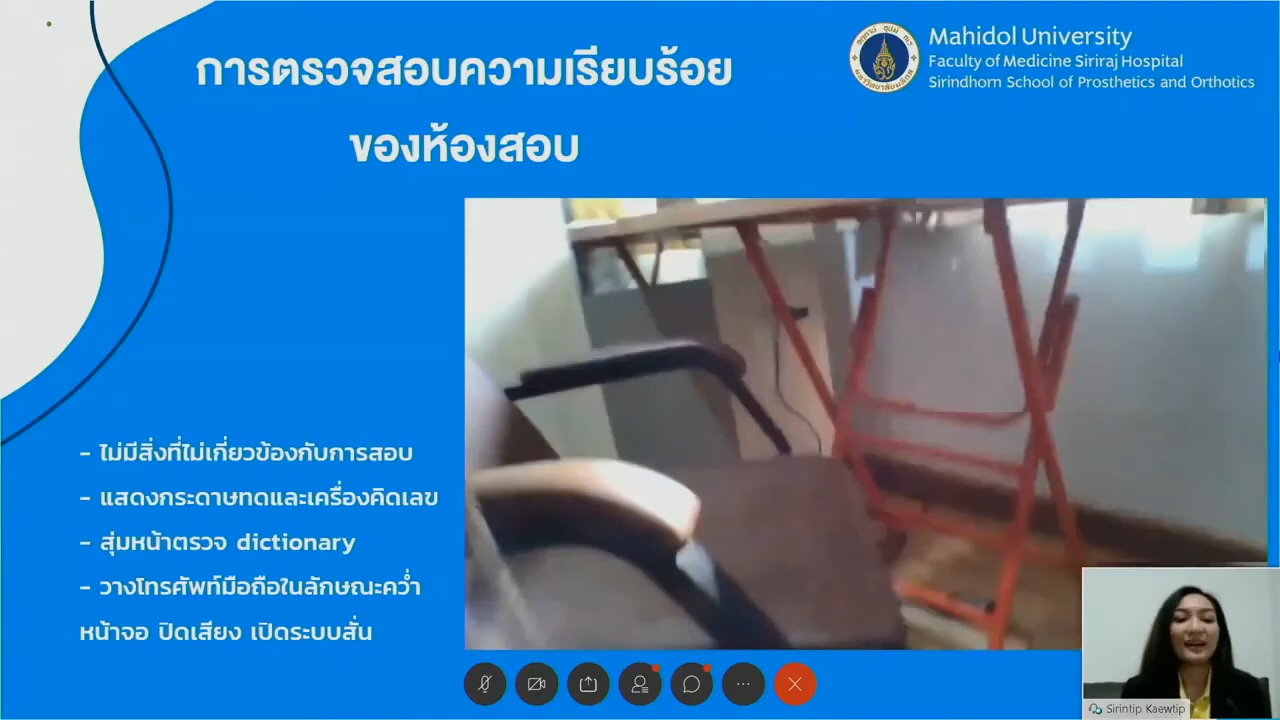 การตรวจสอบความเรียบร้อย
ของห้องสอบ
Mahidol University
Faculty of Medicine Siriraj Hospital
Sirindhorn School of Prosthetics and Orthotics
- ไม่มีสิ่งที่ไม่เกี่ยวข้องกับการสอบ
- แสดงกระดาษทดและเครื่องคิดเลข
- สุ่มหน้าตรวจ dictionary
- วางโทรศัพท์มือถือในลักษณะคว่ำ
หน้าจอ ปิดเสียง เปิดระบบสั่น
Sirintip Kaewtip